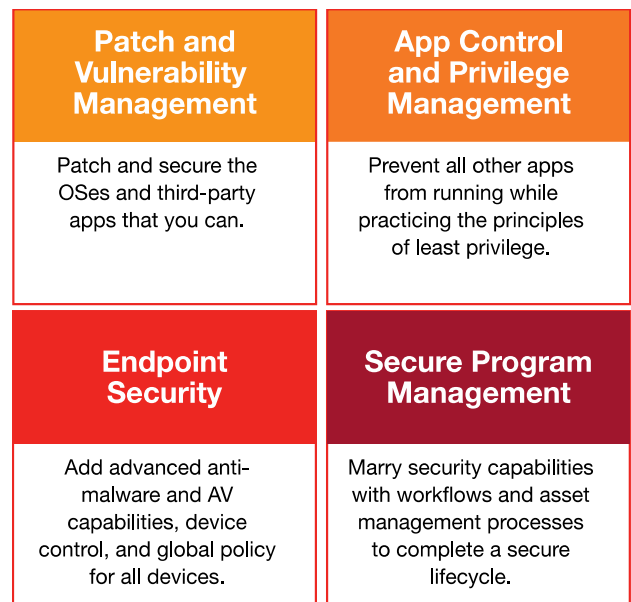 Patch and
Vulnerability
Management
Patch and secure the
OSes and third-party
apps that you can.
App Control
and Privilege
Management
Prevent all other apps
from running while
practicing the principles
of least privilege.
Endpoint
Security
Add advanced anti-
malware and AV
capabilities, device
control, and global policy
for all devices.
Secure Program
Management
Marry security capabilities
with workflows and asset
management processes
to complete a secure
lifecycle.